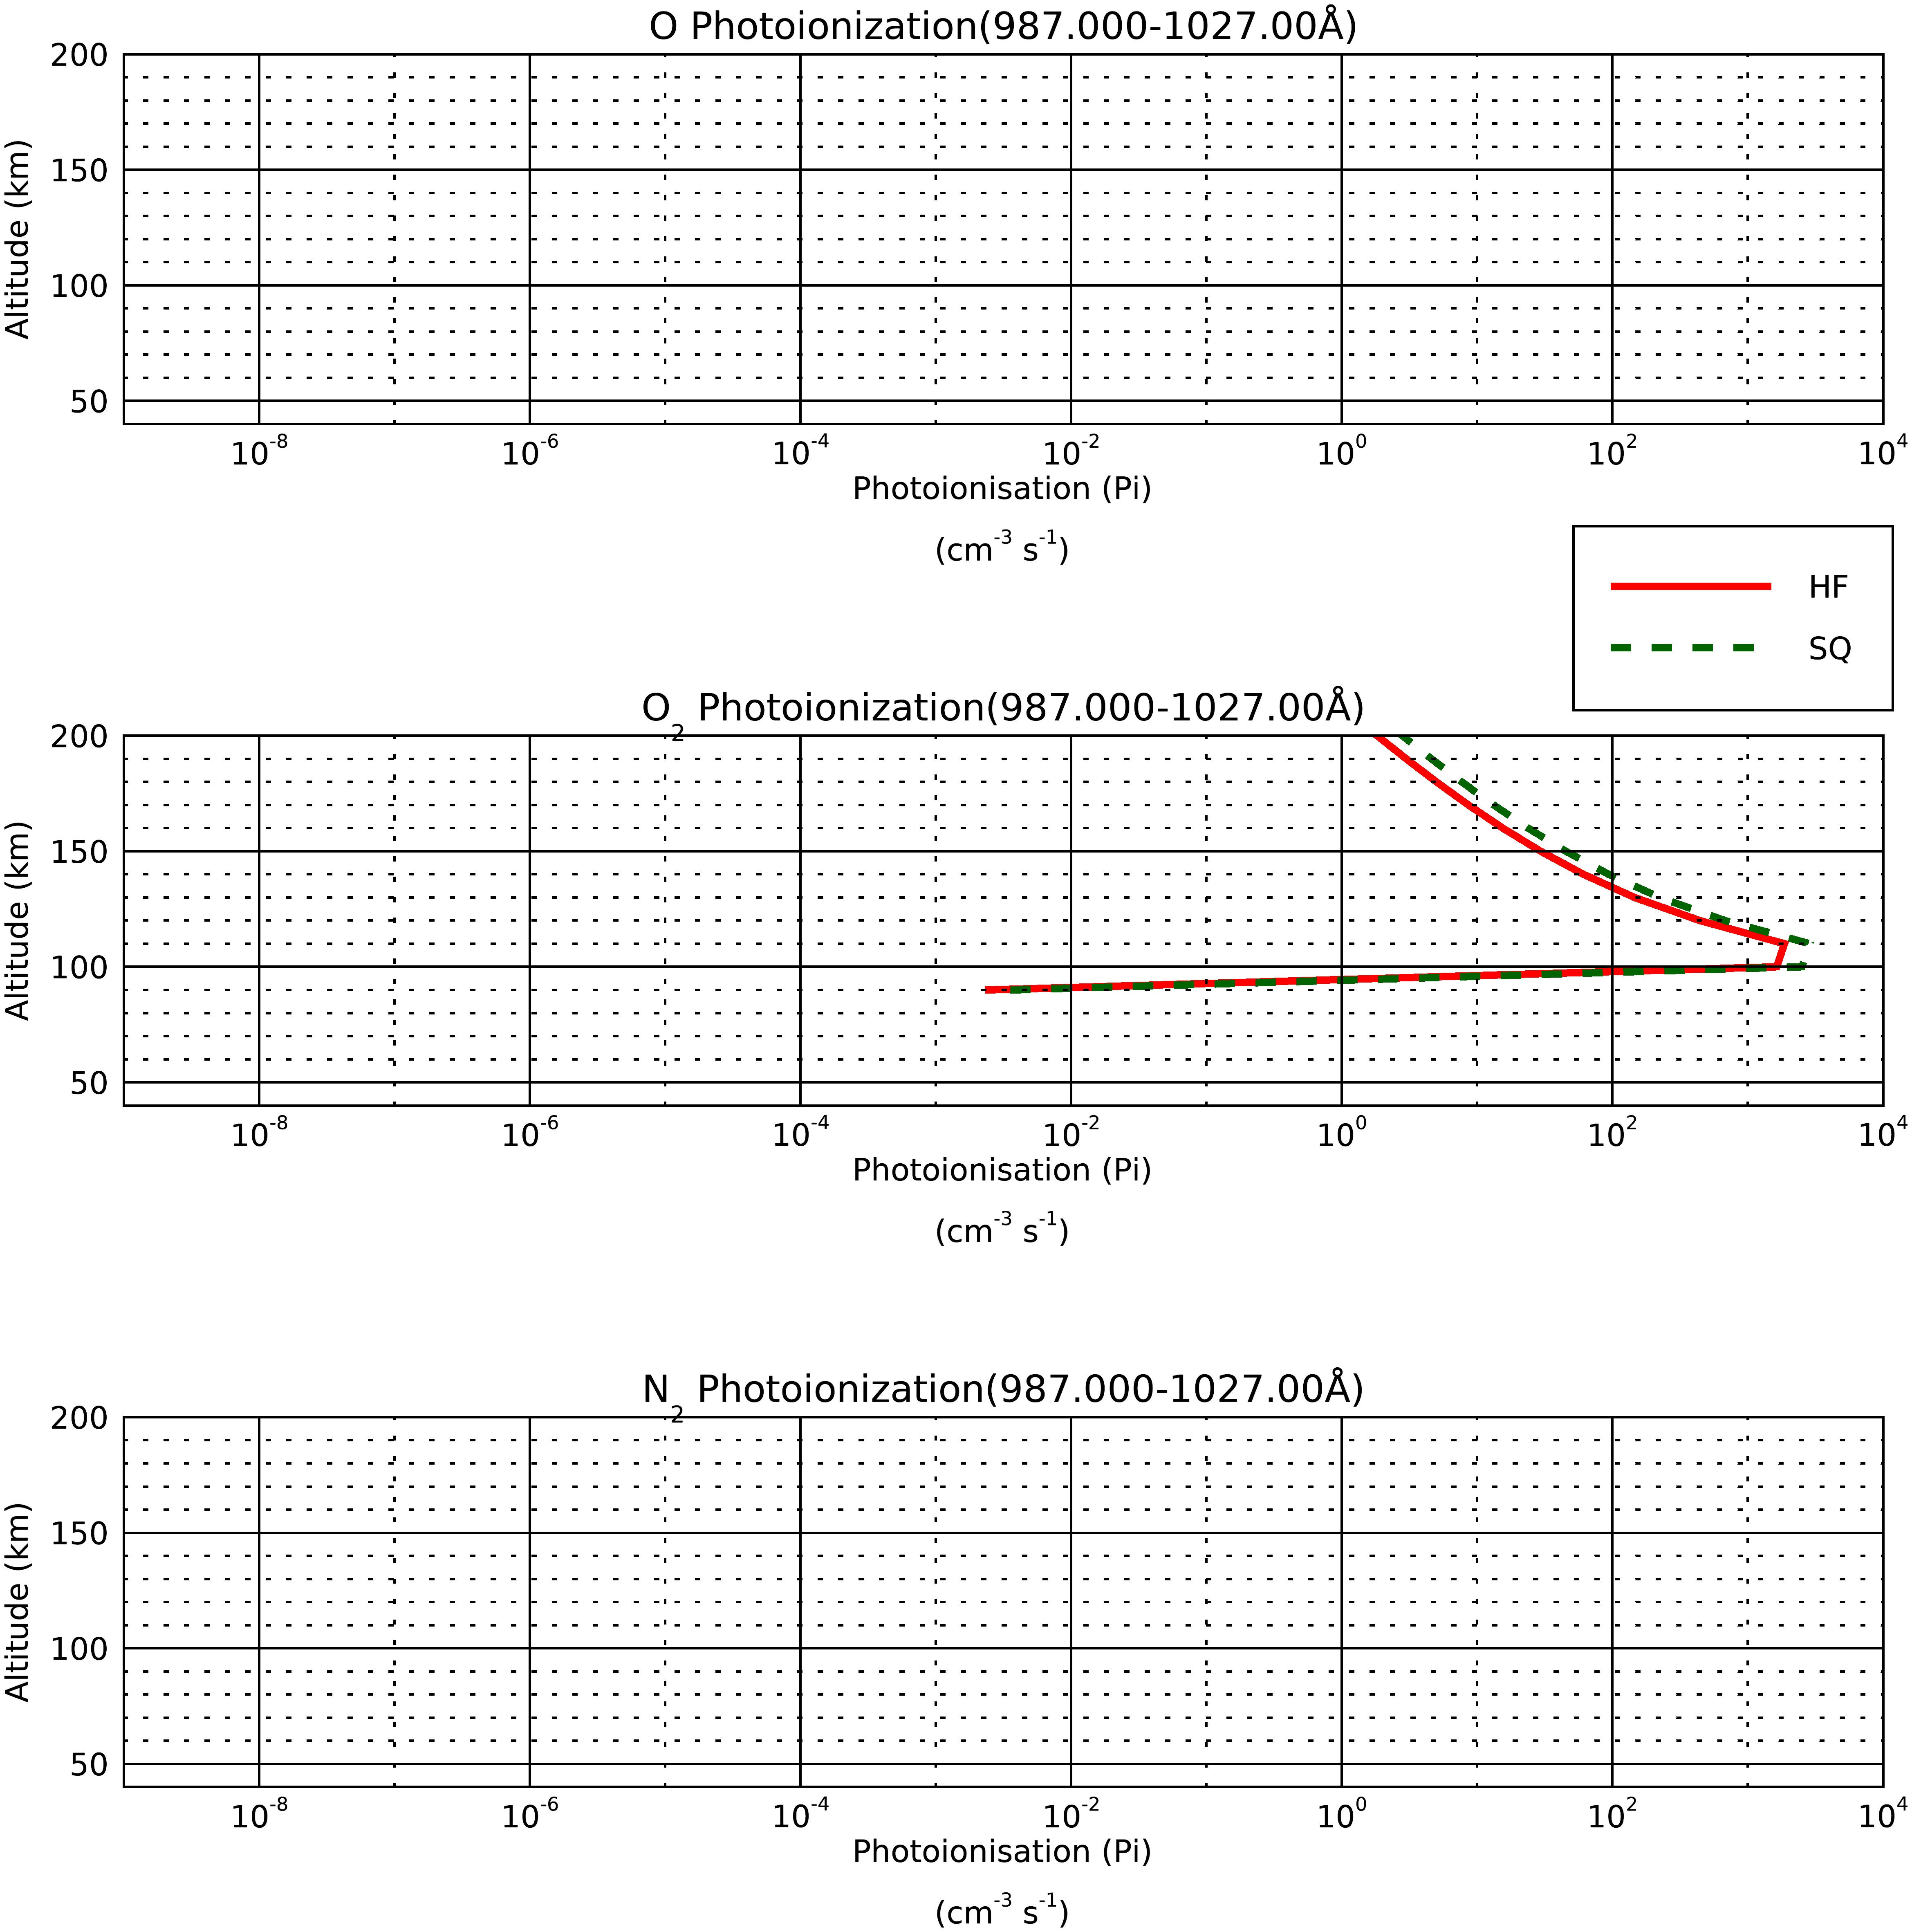 O Photoionization(987.000-1027.00Å)
200
150
100
50
Altitude (km)
10-8 10-6 10-4 10-2 100 102 104
Photoionisation (Pi)
(cm-3 s-1)
HF
SQ
O2 Photoionization(987.000-1027.00Å)
200
150
100
50
Altitude (km)
10-8 10-6 10-4 10-2 100 102 104
Photoionisation (Pi)
(cm-3 s-1)
N2 Photoionization(987.000-1027.00Å)
200
150
100
50
Altitude (km)
10-8 10-6 10-4 10-2 100 102 104
Photoionisation (Pi)
(cm-3 s-1)